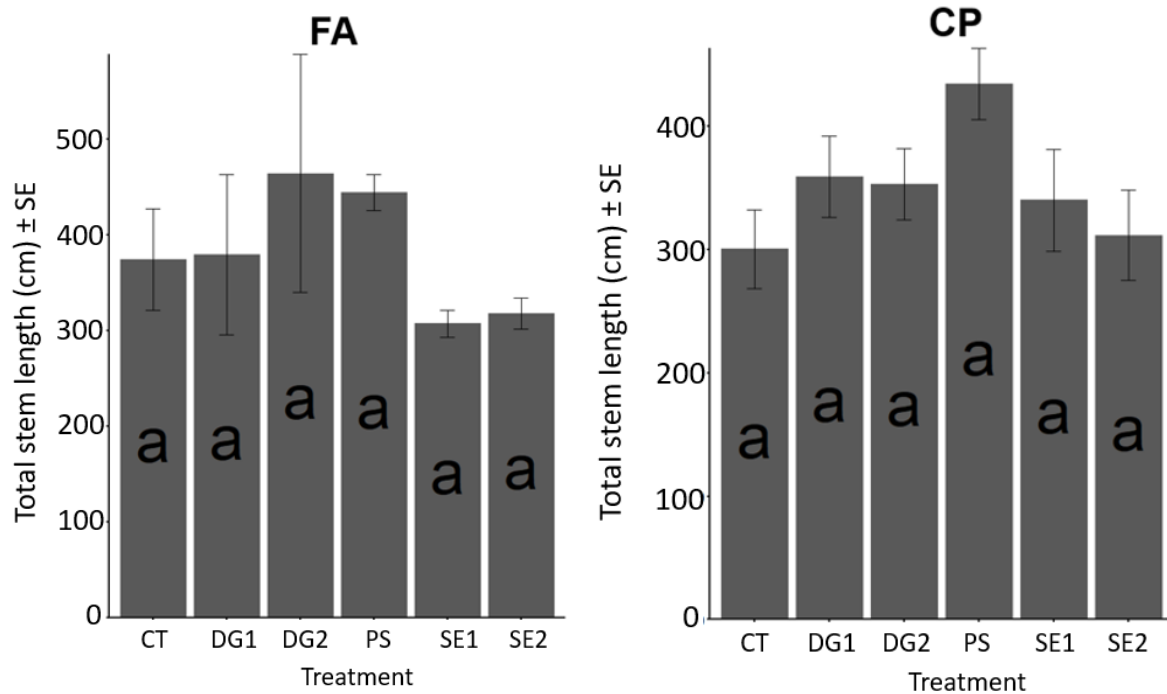 FA
Total stem length (cm) ± SE
500
400
300
200
100
0
a a a a a a
CT DG1 DG2 PS SE1 SE2
Treatment
CP
Total stem length (cm) ± SE
400
300
200
100
0
a a a a a a
CT DG1 DG2 PS SE1 SE2
Treatment